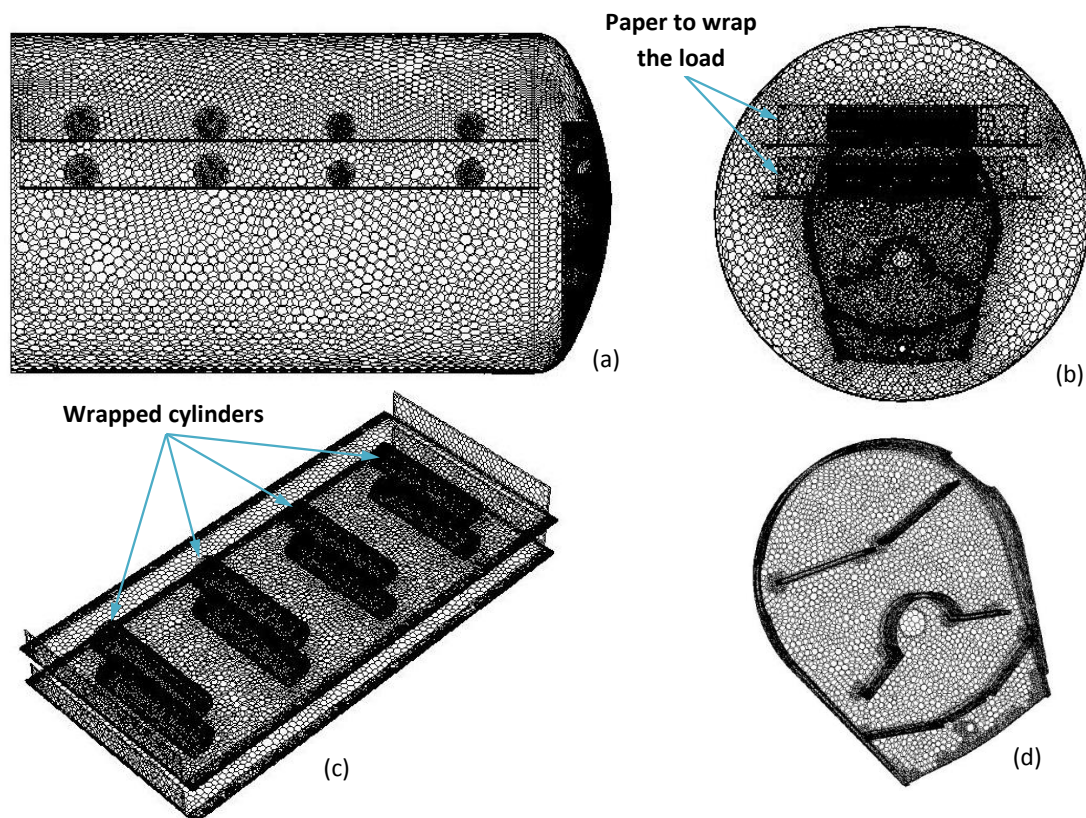 Paper to wrap
the load
(a)
(b)
Wrapped cylinders
(c)
(d)